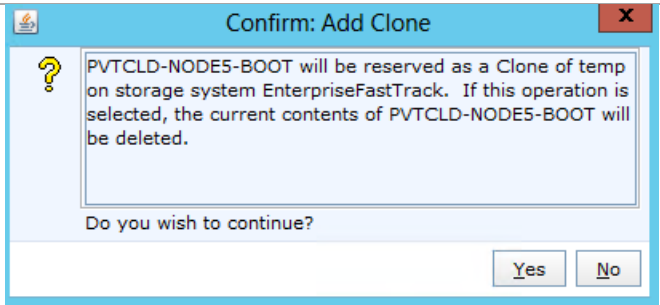 Confirm: Add Clone
x
?
PVTCLD-NODE5-BOOT will be reserved as a Clone of temp
on storage system EnterpriseFastTrack.  If this operation is
selected, the current contents of PVTCLD-NODE5-BOOT will
be deleted.
Do you wish to continue?
Yes No